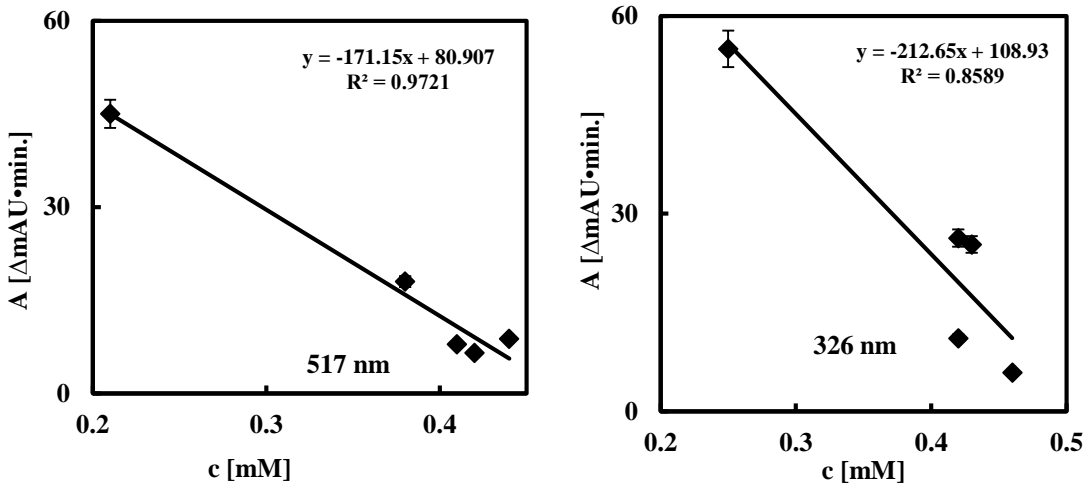 60
30
0
A [ΔmAU•min.]
y = -171.15x + 80.907
R² = 0.9721
517 nm
0.2 0.3 0.4
c [mM]
60
30
0
A [ΔmAU•min.]
y = -212.65x + 108.93
R² = 0.8589
326 nm
0.2 0.3 0.4 0.5
c [mM]